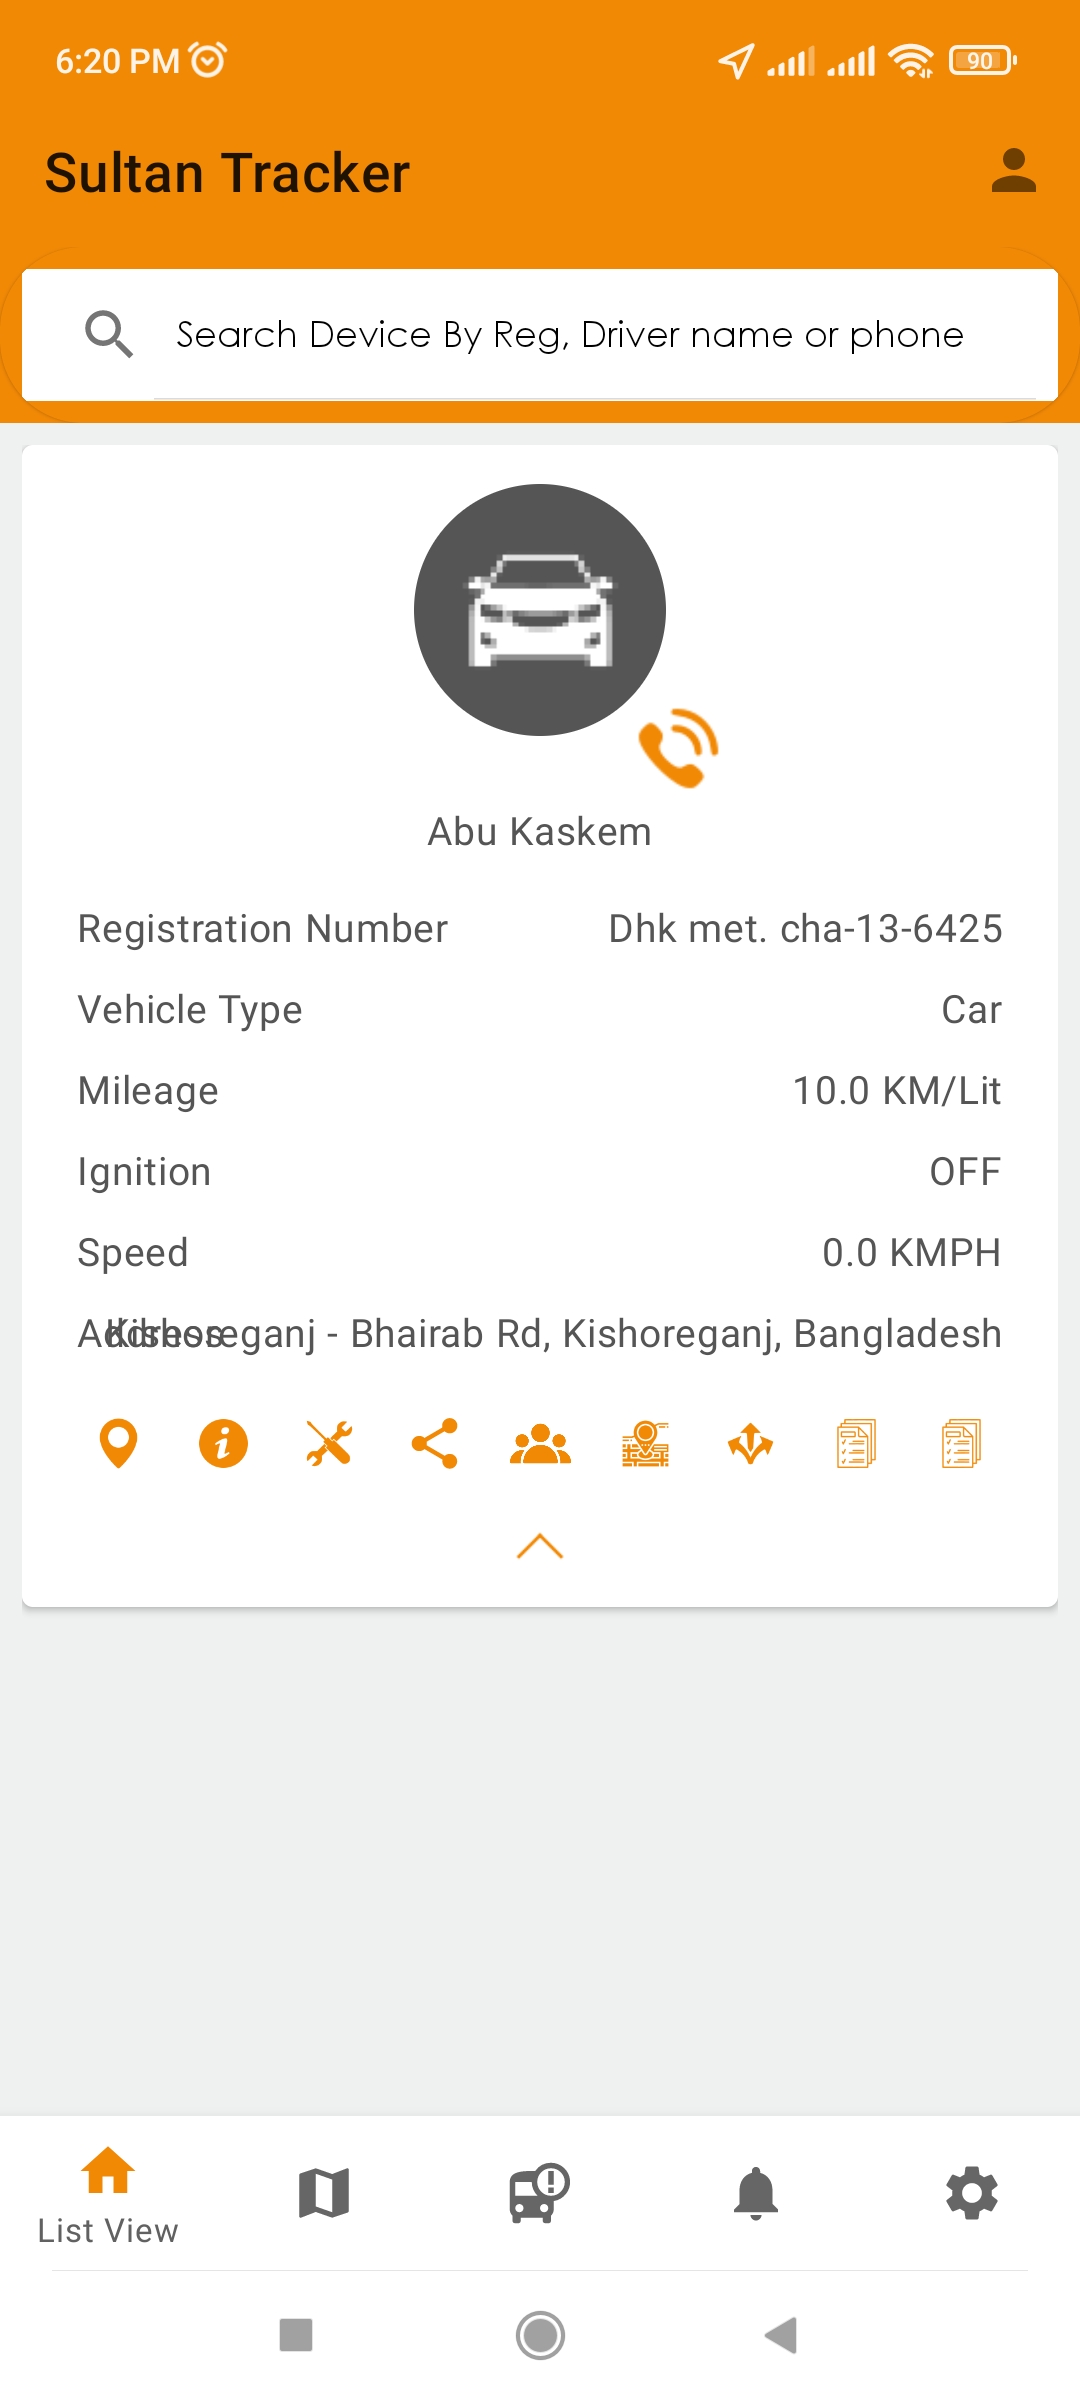 6:20 PM
90
Sultan Tracker
Search Device By Reg, Driver name or phone
Abu Kaskem
Registration Number Dhk met. cha-13-6425
Vehicle Type Car
Mileage 10.0 KM/Lit
Ignition OFF
Speed 0.0 KMPH
Address Kishoreganj - Bhairab Rd, Kishoreganj, Bangladesh
List View